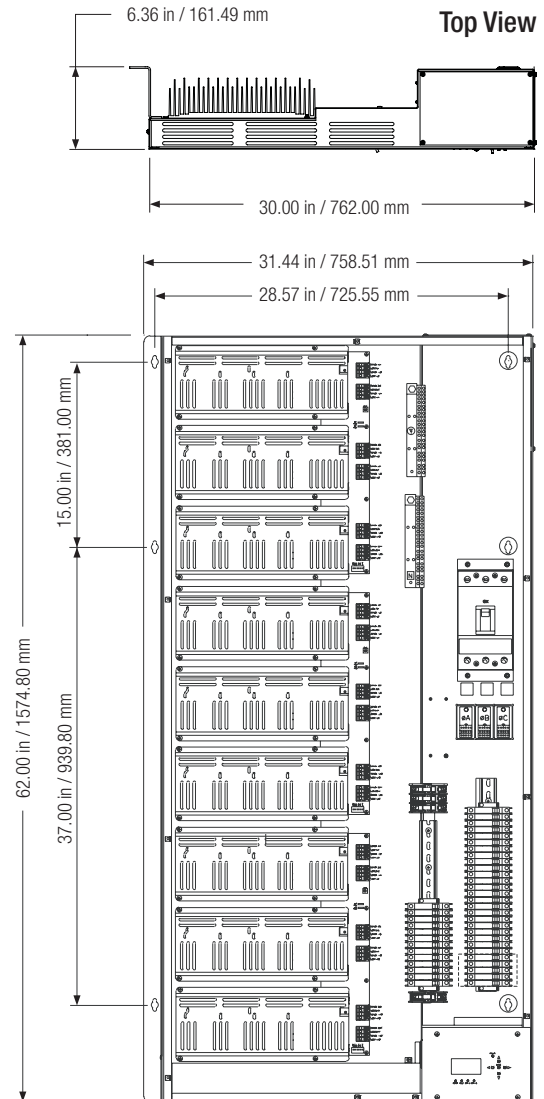 6.36 in / 161.49 mm
Top View
30.00 in / 762.00 mm
31.44 in / 758.51 mm
28.57 in / 725.55 mm
15.00 in / 381.00 mm
62.00 in / 1574.80 mm
37.00 in / 939.80 mm
øA
øB
øC